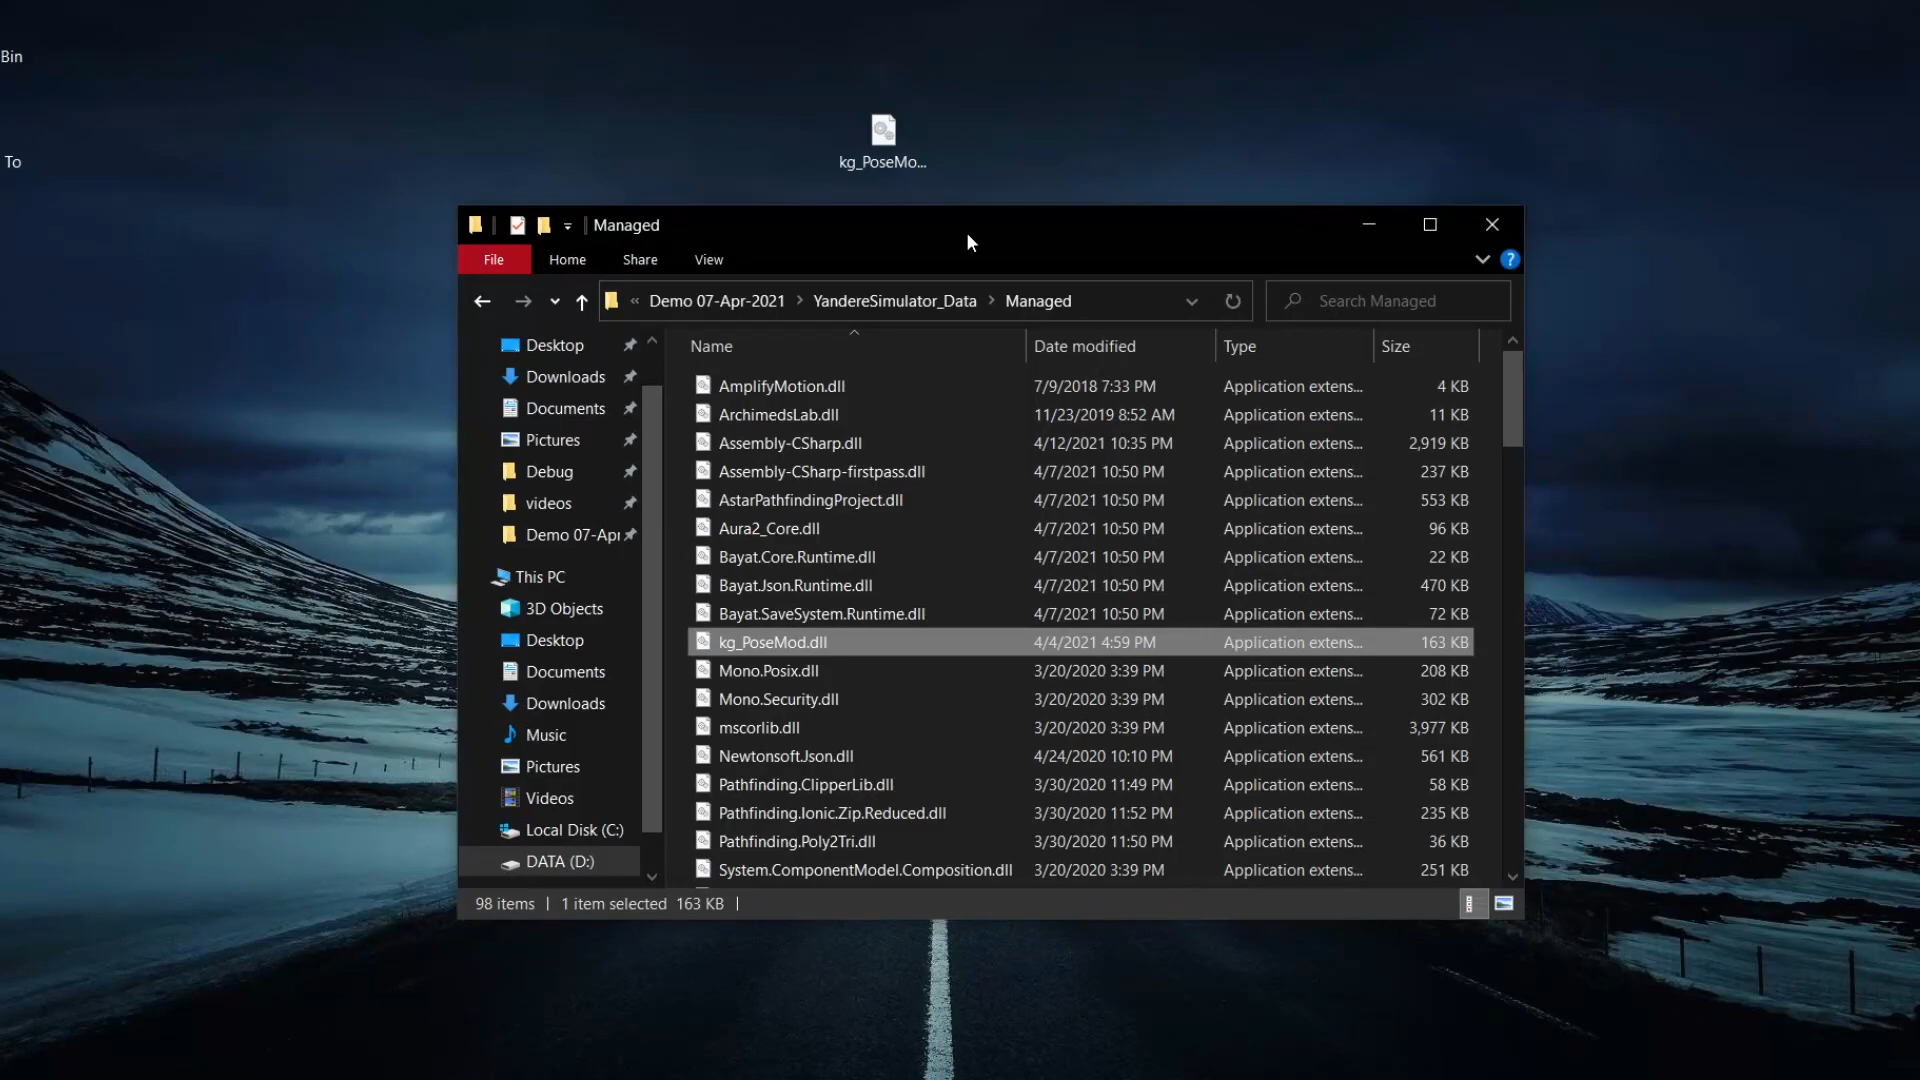 Bin
To
kg_PoseMo...
Managed
File Home Share View
« Demo 07-Apr-2021 > YandereSimulator_Data > Managed
Search Managed
Desktop
Downloads
Documents
Pictures
Debug
videos
Demo 07-Apr
This PC
3D Objects
Desktop
Documents
Downloads
Music
Pictures
Videos
Local Disk (C:)
DATA (D:)
Name Date modified Type Size
AmplifyMotion.dll 7/9/2018 7:33 PM Application extens... 4 KB
ArchimedsLab.dll 11/23/2019 8:52 AM Application extens... 11 KB
Assembly-CSharp.dll 4/12/2021 10:35 PM Application extens... 2,919 KB
Assembly-CSharp-firstpass.dll 4/7/2021 10:50 PM Application extens... 237 KB
AstarPathfindingProject.dll 4/7/2021 10:50 PM Application extens... 553 KB
Aura2_Core.dll 4/7/2021 10:50 PM Application extens... 96 KB
Bayat.Core.Runtime.dll 4/7/2021 10:50 PM Application extens... 22 KB
Bayat.Json.Runtime.dll 4/7/2021 10:50 PM Application extens... 470 KB
Bayat.SaveSystem.Runtime.dll 4/7/2021 10:50 PM Application extens... 72 KB
kg_PoseMod.dll 4/4/2021 4:59 PM Application extens... 163 KB
Mono.Posix.dll 3/20/2020 3:39 PM Application extens... 208 KB
Mono.Security.dll 3/20/2020 3:39 PM Application extens... 302 KB
mscorlib.dll 3/20/2020 3:39 PM Application extens... 3,977 KB
Newtonsoft.Json.dll 4/24/2020 10:10 PM Application extens... 561 KB
Pathfinding.ClipperLib.dll 3/30/2020 11:49 PM Application extens... 58 KB
Pathfinding.Ionic.Zip.Reduced.dll 3/30/2020 11:52 PM Application extens... 235 KB
Pathfinding.Poly2Tri.dll 3/30/2020 11:50 PM Application extens... 36 KB
System.ComponentModel.Composition.dll 3/20/2020 3:39 PM Application extens... 251 KB
98 items | 1 item selected 163 KB |